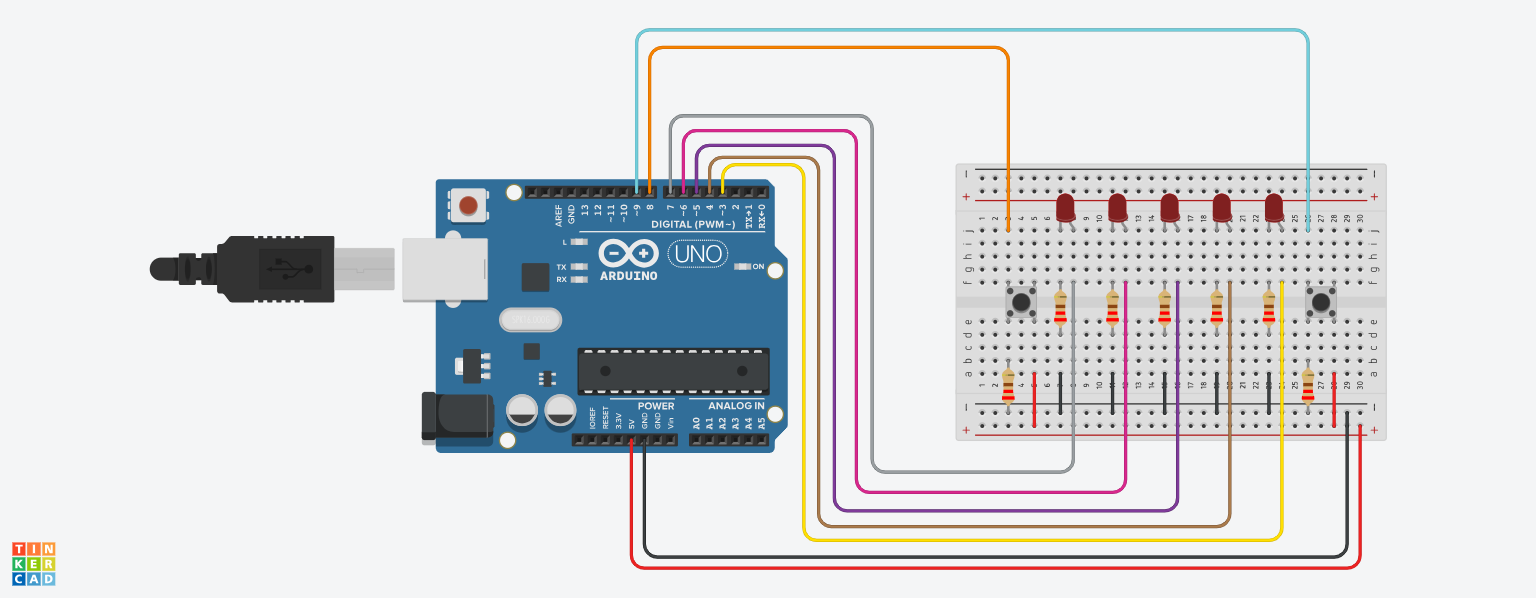 AREF
GND
13
12
~11
~10
~9
8
7
~6
~5
4
~3
2
TX→1
RX←0
DIGITAL (PWM~)
L
TX
RX
ARDUINO
UNO
ON
POWER
ANALOG IN
IOREF
RESET
3.3V
5V
GND
GND
Vin
A0
A1
A2
A3
A4
A5
j
i
h
g
f
e
d
c
b
a
TIN
KER
CAD